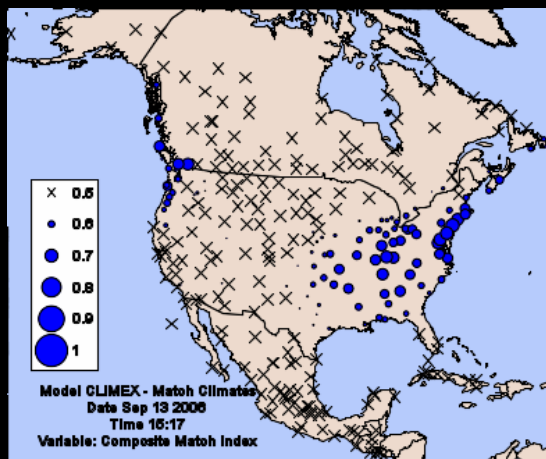 0.5
0.6
0.7
0.8
0.9
1
Model CLIMEX - Match Climates
Date Sep 13 2006
Time 15:17
Variable: Composite Match Index